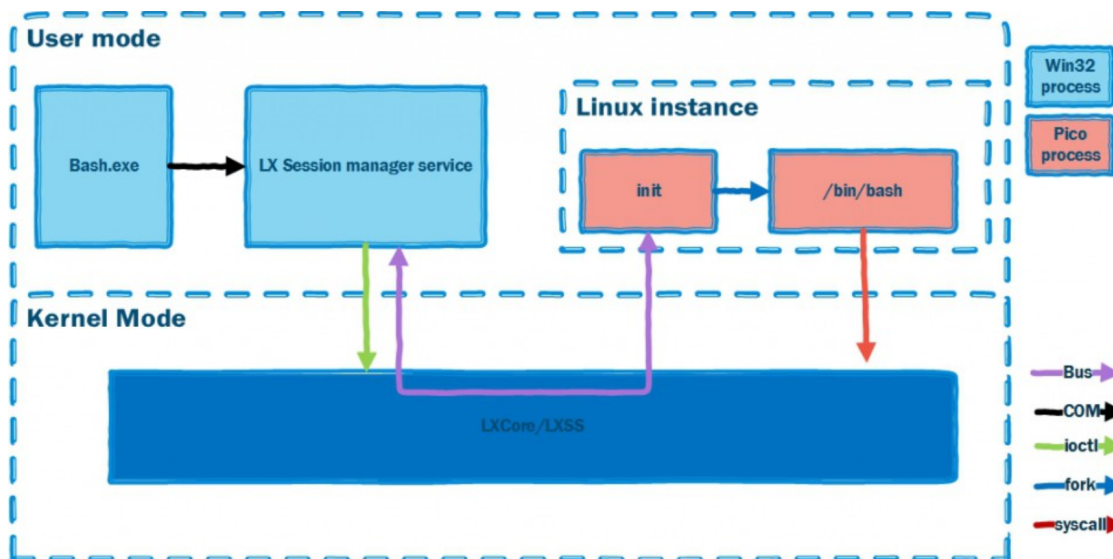 User mode
Bash.exe
LX Session manager service
Linux instance
init
/bin/bash
Win32
process
Pico
process
Kernel Mode
LXCore/LXSS
Bus
COM
ioctl
fork
syscall